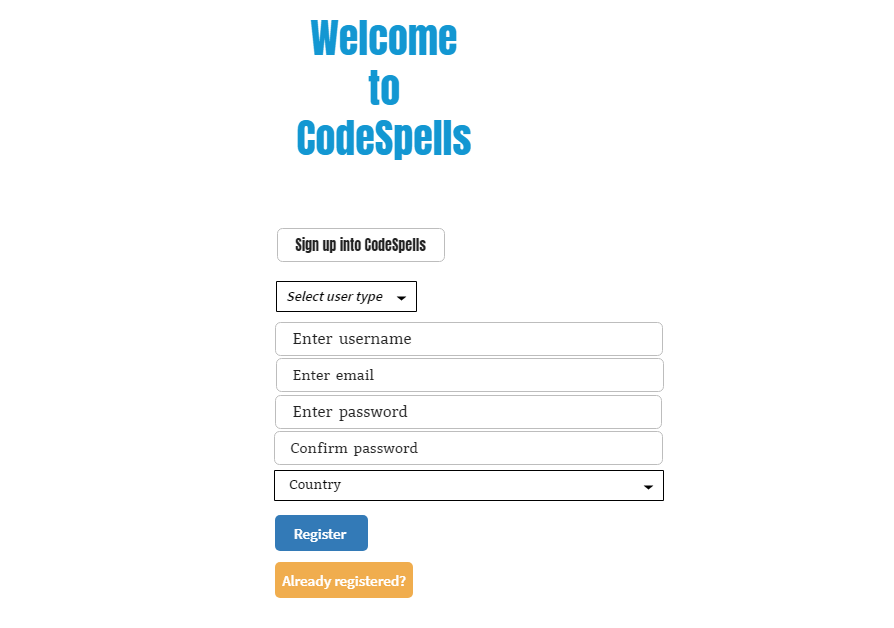 Welcome
to
CodeSpells
Sign up into CodeSpells
Select user type
Enter username
Enter email
Enter password
Confirm password
Country
Register
Already registered?